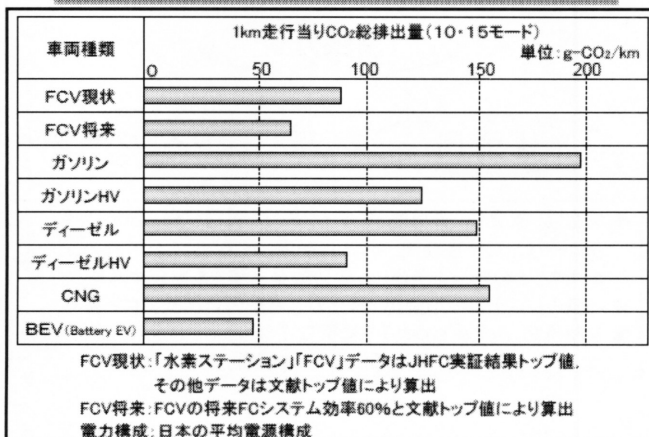 1km走行当りCO₂総排出量(10・15モード)
車両種類
単位:g-CO₂/km
0 50 100 150 200
FCV現状
FCV将来
ガソリン
ガソリンHV
ディーゼル
ディーゼルHV
CNG
BEV(Battery EV)
FCV現状:「水素ステーション」「FCV」データはJHFC実証結果トップ値,
その他データは文献トップ値により算出
FCV将来:FCVの将来FCシステム効率60%と文献トップ値により算出
電力構成:日本の平均電源構成